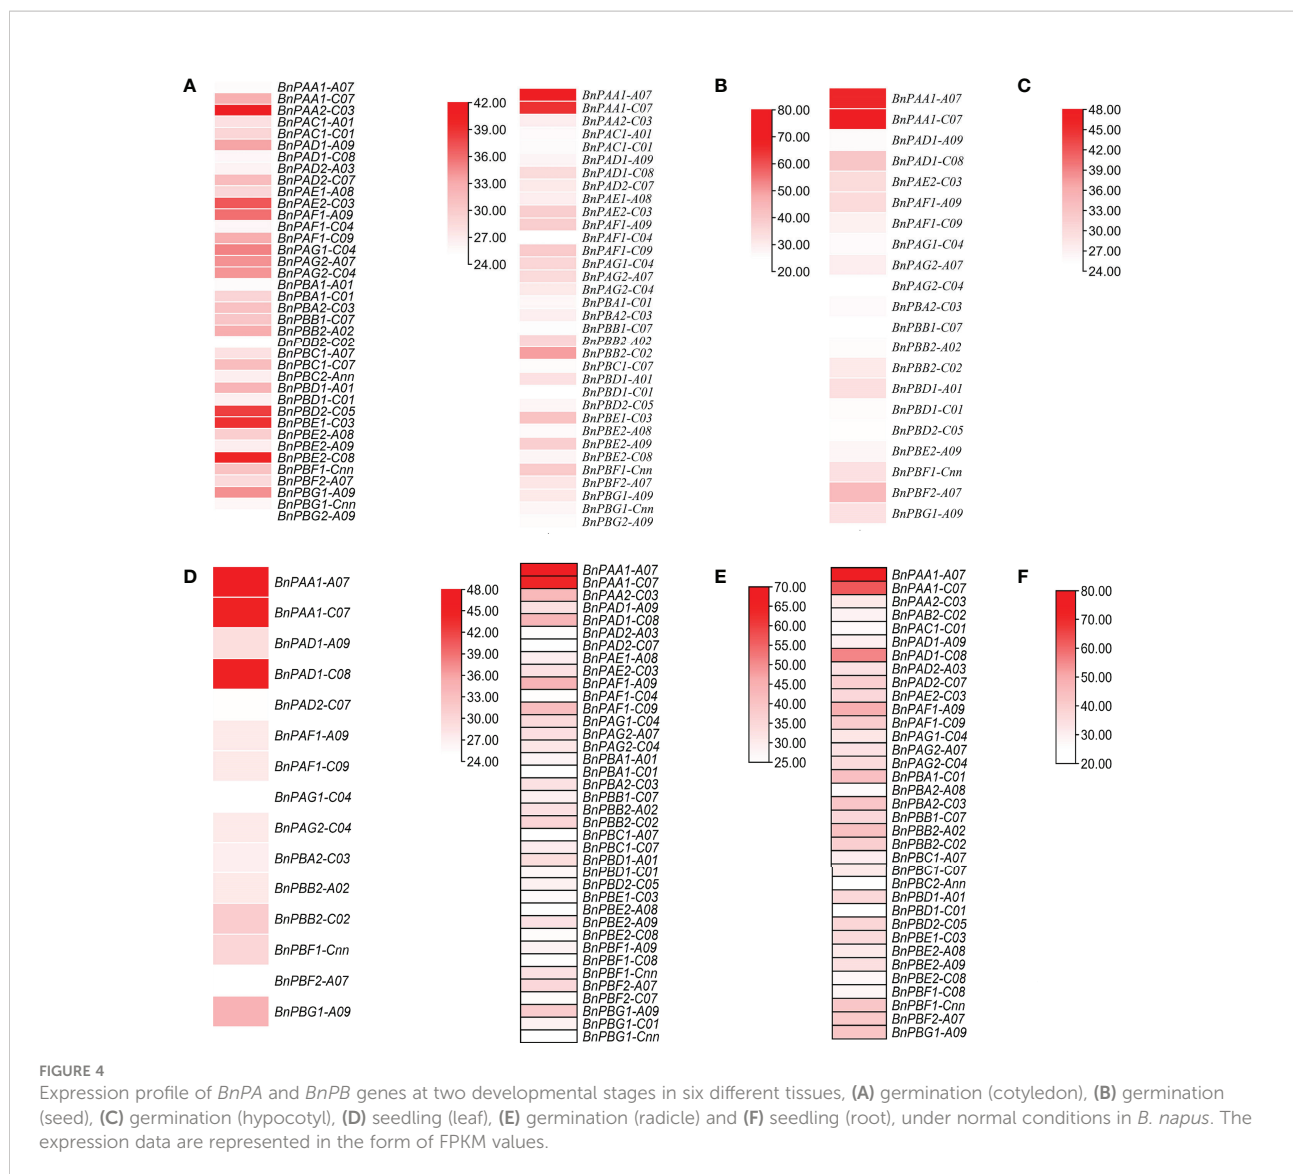 A
BnPAA1-A07
BnPAA1-C07
BnPAA2-C03
BnPAC1-A01
BnPAC1-C01
BnPAD1-A09
BnPAD1-C08
BnPAD2-A03
BnPAD2-C07
BnPAE1-A08
BnPAE2-C03
BnPAF1-A09
BnPAF1-C04
BnPAF1-C09
BnPAG1-C04
BnPAG2-A07
BnPAG2-C04
BnPBA1-A01
BnPBA1-C01
BnPBA2-C03
BnPBB1-C07
BnPBB2-A02
BnPBB2-C02
BnPBC1-A07
BnPBC1-C07
BnPBC2-Ann
BnPBD1-A01
BnPBD1-C01
BnPBD2-C05
BnPBE1-C03
BnPBE2-A08
BnPBE2-A09
BnPBE2-C08
BnPBF1-Cnn
BnPBF2-A07
BnPBG1-A09
BnPBG1-Cnn
BnPBG2-A09
42.00
39.00
36.00
33.00
30.00
27.00
24.00
BnPAA1-A07
BnPAA1-C07
BnPAA2-C03
BnPAC1-A01
BnPAC1-C01
BnPAD1-A09
BnPAD1-C08
BnPAD2-C07
BnPAE1-A08
BnPAE2-C03
BnPAF1-A09
BnPAF1-C04
BnPAF1-C09
BnPAG1-C04
BnPAG2-A07
BnPAG2-C04
BnPBA1-C01
BnPBA2-C03
BnPBB1-C07
BnPBB2-A02
BnPBB2-C02
BnPBC1-C07
BnPBD1-A01
BnPBD1-C01
BnPBD2-C05
BnPBE1-C03
BnPBE2-A08
BnPBE2-A09
BnPBE2-C08
BnPBF1-Cnn
BnPBF2-A07
BnPBG1-A09
BnPBG1-Cnn
BnPBG2-A09
B
80.00
70.00
60.00
50.00
40.00
30.00
20.00
BnPAA1-A07
BnPAA1-C07
BnPAD1-A09
BnPAD1-C08
BnPAE2-C03
BnPAF1-A09
BnPAF1-C09
BnPAG1-C04
BnPAG2-A07
BnPAG2-C04
BnPBA2-C03
BnPBB1-C07
BnPBB2-A02
BnPBB2-C02
BnPBD1-A01
BnPBD1-C01
BnPBD2-C05
BnPBE2-A09
BnPBF1-Cnn
BnPBF2-A07
BnPBG1-A09
C
48.00
45.00
42.00
39.00
36.00
33.00
30.00
27.00
24.00
D
BnPAA1-A07
BnPAA1-C07
BnPAD1-A09
BnPAD1-C08
BnPAD2-C07
BnPAF1-A09
BnPAF1-C09
BnPAG1-C04
BnPAG2-C04
BnPBA2-C03
BnPBB2-A02
BnPBB2-C02
BnPBF1-Cnn
BnPBF2-A07
BnPBG1-A09
48.00
45.00
42.00
39.00
36.00
33.00
30.00
27.00
24.00
BnPAA1-A07
BnPAA1-C07
BnPAA2-C03
BnPAD1-A09
BnPAD1-C08
BnPAD2-A03
BnPAD2-C07
BnPAE1-A08
BnPAE2-C03
BnPAF1-A09
BnPAF1-C04
BnPAF1-C09
BnPAG1-C04
BnPAG2-A07
BnPAG2-C04
BnPBA1-A01
BnPBA1-C01
BnPBA2-C03
BnPBB1-C07
BnPBB2-A02
BnPBB2-C02
BnPBC1-A07
BnPBC1-C07
BnPBD1-A01
BnPBD1-C01
BnPBD2-C05
BnPBE1-C03
BnPBE2-A08
BnPBE2-A09
BnPBE2-C08
BnPBF1-A09
BnPBF1-C08
BnPBF1-Cnn
BnPBF2-A07
BnPBF2-C07
BnPBG1-A09
BnPBG1-C01
BnPBG1-Cnn
E
70.00
65.00
60.00
55.00
50.00
45.00
40.00
35.00
30.00
25.00
BnPAA1-A07
BnPAA1-C07
BnPAA2-C03
BnPAB2-C02
BnPAC1-C01
BnPAD1-A09
BnPAD1-C08
BnPAD2-A03
BnPAD2-C07
BnPAE2-C03
BnPAF1-A09
BnPAF1-C09
BnPAG1-C04
BnPAG2-A07
BnPAG2-C04
BnPBA1-C01
BnPBA2-A08
BnPBA2-C03
BnPBB1-C07
BnPBB2-A02
BnPBB2-C02
BnPBC1-A07
BnPBC1-C07
BnPBC2-Ann
BnPBD1-A01
BnPBD1-C01
BnPBD2-C05
BnPBE1-C03
BnPBE2-A08
BnPBE2-A09
BnPBE2-C08
BnPBF1-C08
BnPBF1-Cnn
BnPBF2-A07
BnPBG1-A09
F
80.00
70.00
60.00
50.00
40.00
30.00
20.00
FIGURE 4
Expression profile of BnPA and BnPB genes at two developmental stages in six different tissues, (A) germination (cotyledon), (B) germination
(seed), (C) germination (hypocotyl), (D) seedling (leaf), (E) germination (radicle) and (F) seedling (root), under normal conditions in B. napus. The
expression data are represented in the form of FPKM values.